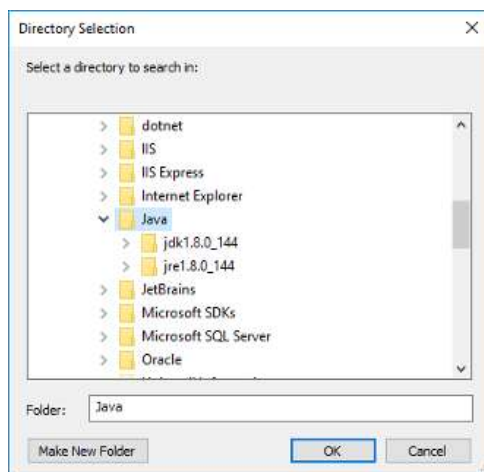 Directory Selection
Select a directory to search in:
dotnet
IIS
IIS Express
Internet Explorer
Java
jdk1.8.0_144
jre1.8.0_144
JetBrains
Microsoft SDKs
Microsoft SQL Server
Oracle
Folder: Java
Make New Folder OK Cancel